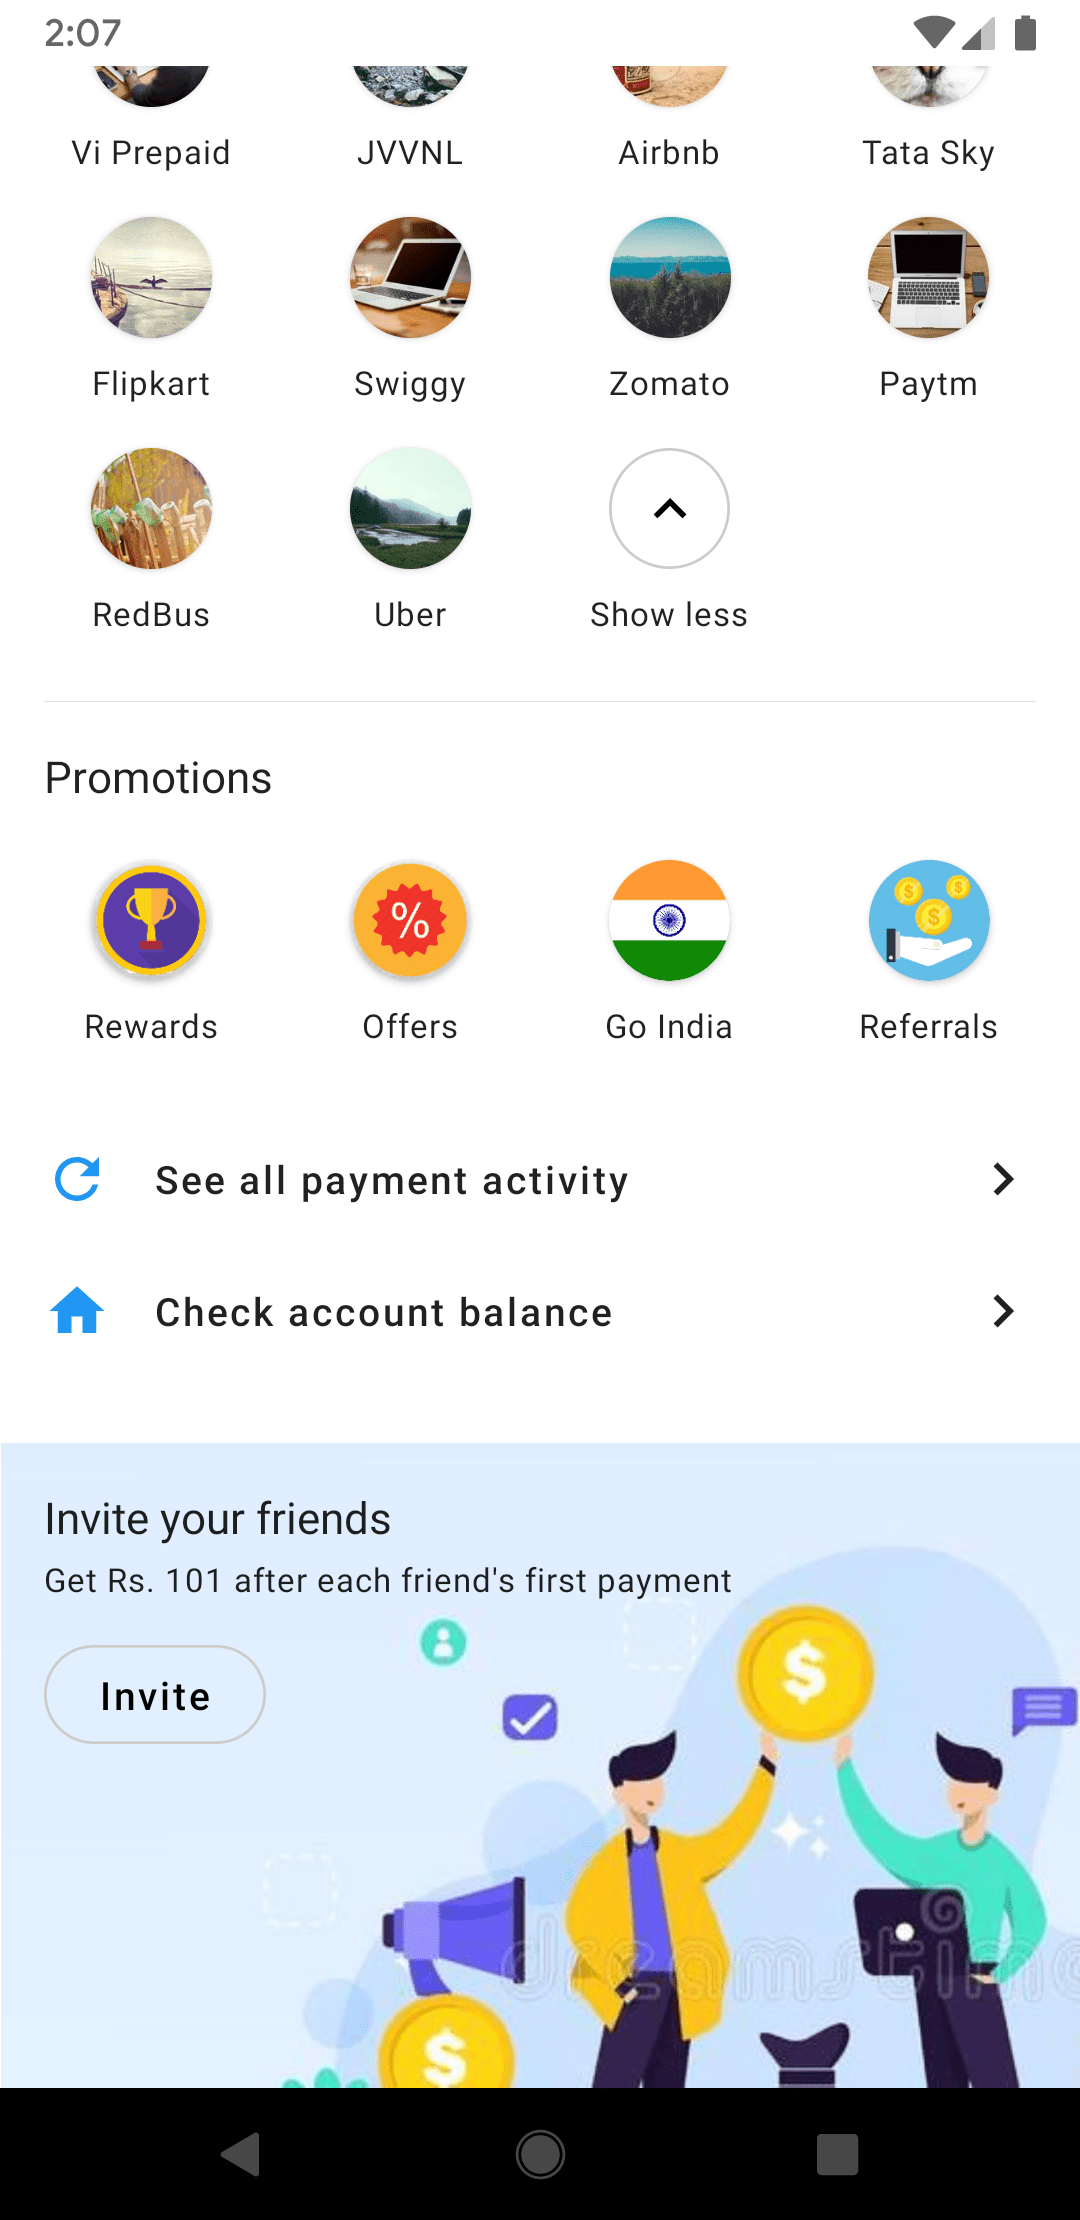 2:07
Vi Prepaid JVVNL Airbnb Tata Sky
Flipkart Swiggy Zomato Paytm
RedBus Uber Show less
Promotions
%
$ $ $
Rewards Offers Go India Referrals
See all payment activity
Check account balance
Invite your friends
Get Rs. 101 after each friend's first payment
Invite
$
dreamstime
$